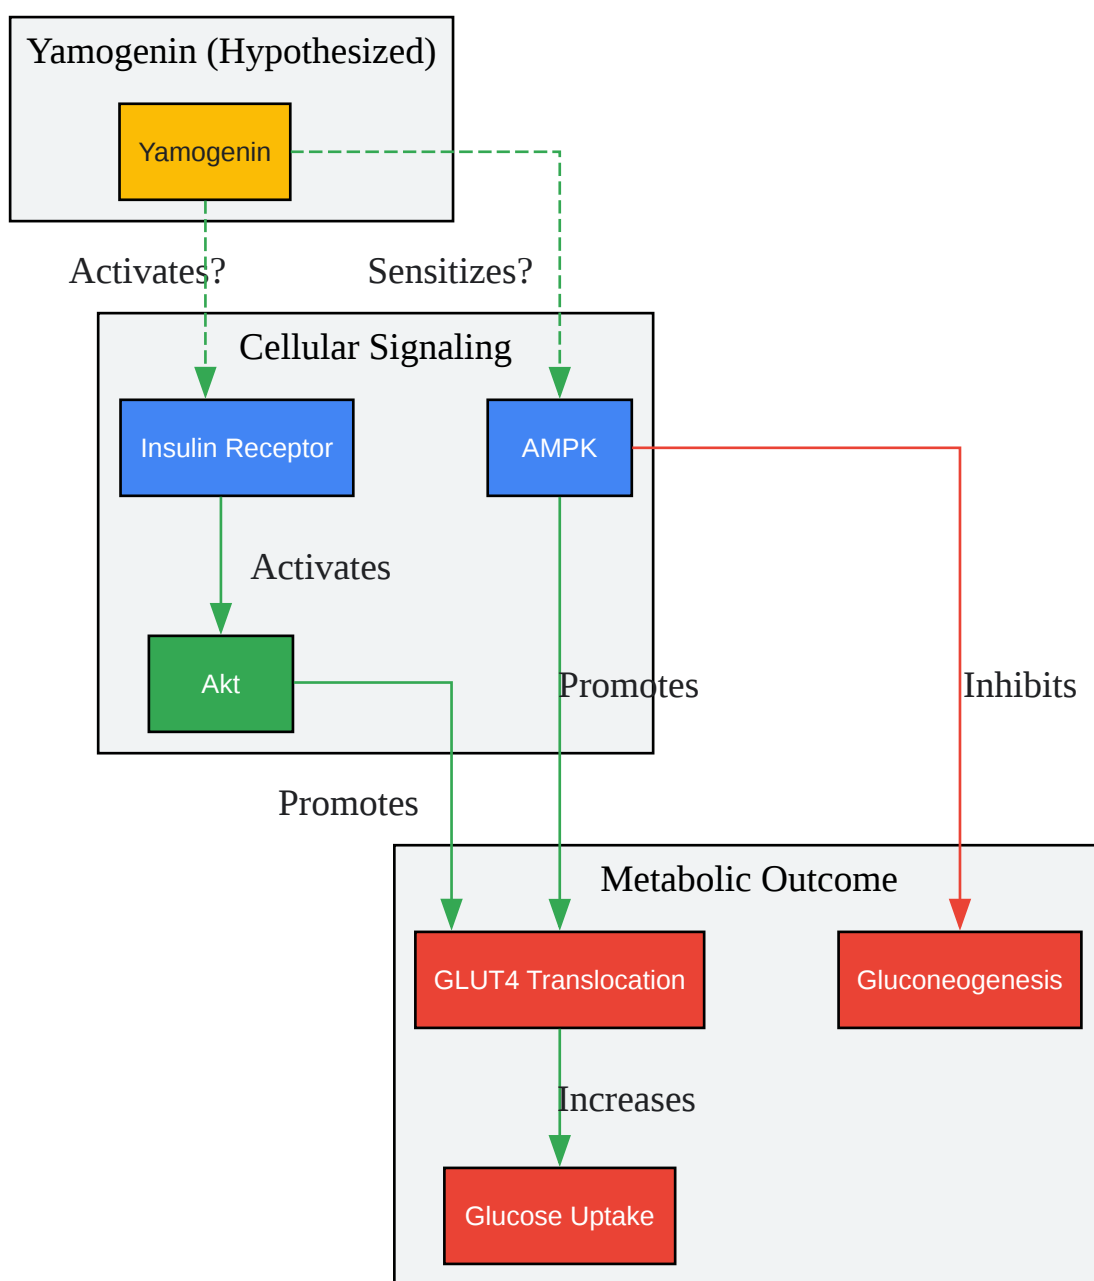 Yamogenin (Hypothesized)
Yamogenin
Activates?
Sensitizes?
Cellular Signaling
Insulin Receptor
AMPK
Activates
Akt
Promotes
Inhibits
Promotes
Metabolic Outcome
GLUT4 Translocation
Gluconeogenesis
Increases
Glucose Uptake